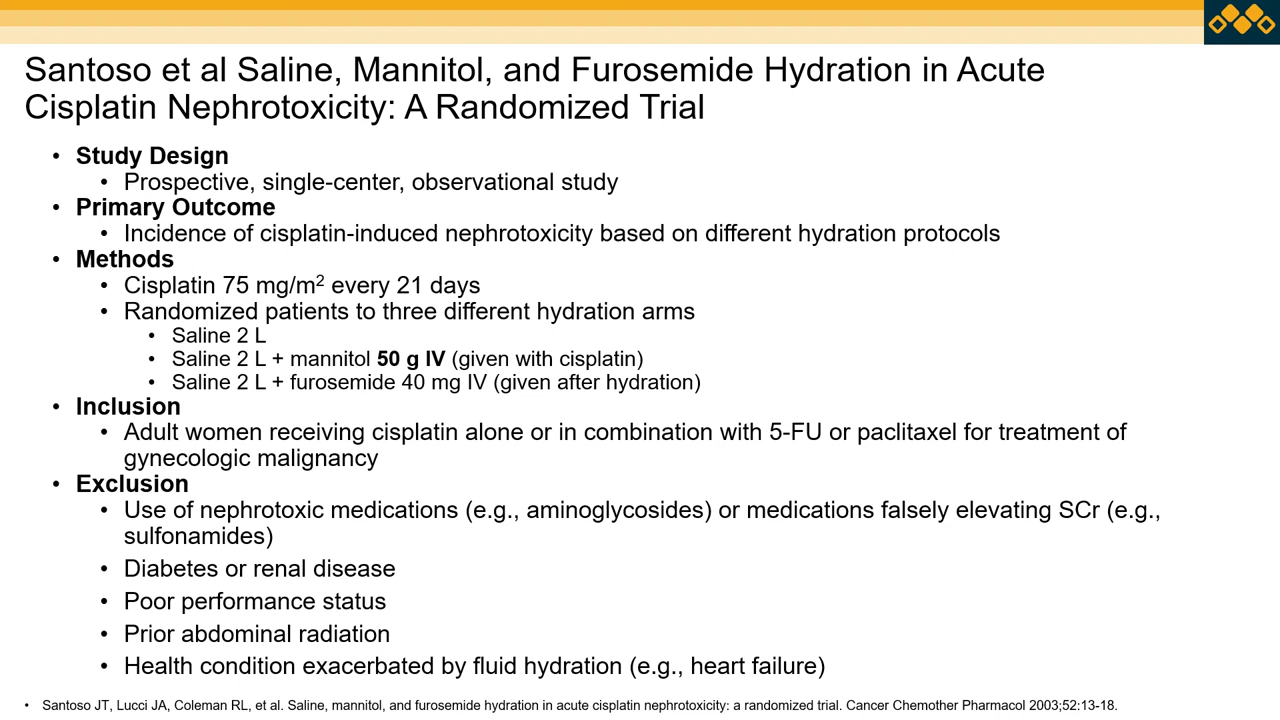 Santoso et al Saline, Mannitol, and Furosemide Hydration in Acute
Cisplatin Nephrotoxicity: A Randomized Trial
• Study Design
• Prospective, single-center, observational study
• Primary Outcome
• Incidence of cisplatin-induced nephrotoxicity based on different hydration protocols
• Methods
• Cisplatin 75 mg/m² every 21 days
• Randomized patients to three different hydration arms
• Saline 2 L
• Saline 2 L + mannitol 50 g IV (given with cisplatin)
• Saline 2 L + furosemide 40 mg IV (given after hydration)
• Inclusion
• Adult women receiving cisplatin alone or in combination with 5-FU or paclitaxel for treatment of
gynecologic malignancy
• Exclusion
• Use of nephrotoxic medications (e.g., aminoglycosides) or medications falsely elevating SCr (e.g.,
sulfonamides)
• Diabetes or renal disease
• Poor performance status
• Prior abdominal radiation
• Health condition exacerbated by fluid hydration (e.g., heart failure)
• Santoso JT, Lucci JA, Coleman RL, et al. Saline, mannitol, and furosemide hydration in acute cisplatin nephrotoxicity: a randomized trial. Cancer Chemother Pharmacol 2003;52:13-18.